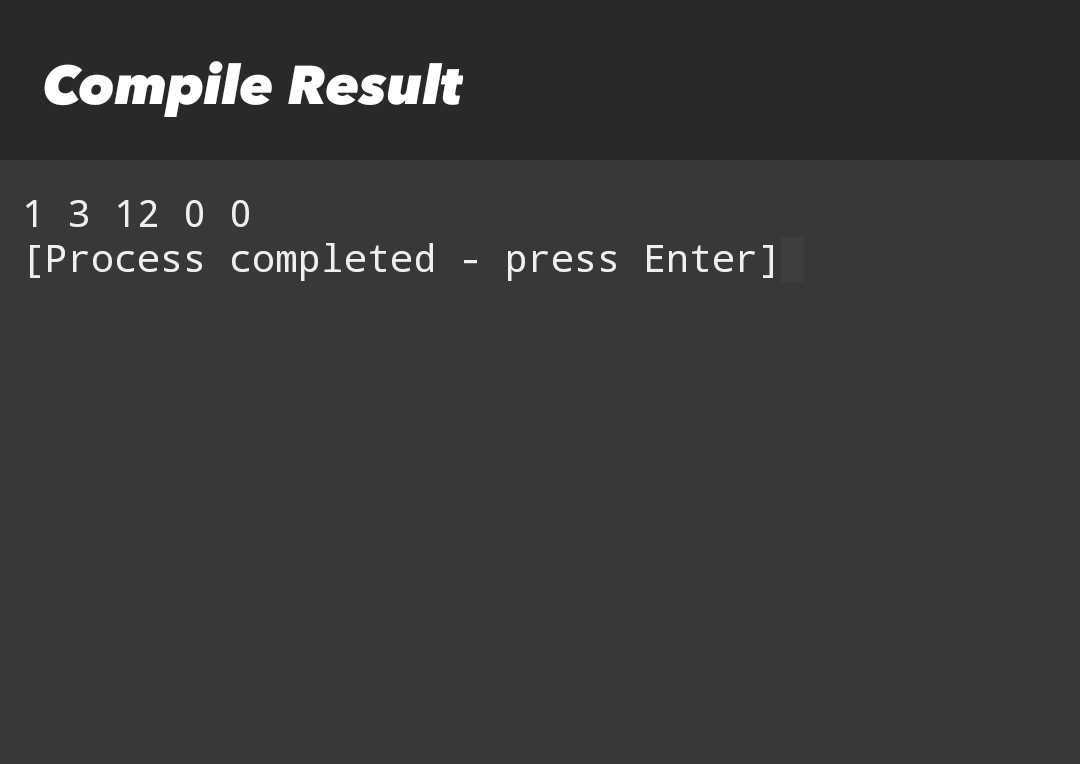 Compile Result
1 3 12 0 0
[Process completed - press Enter]